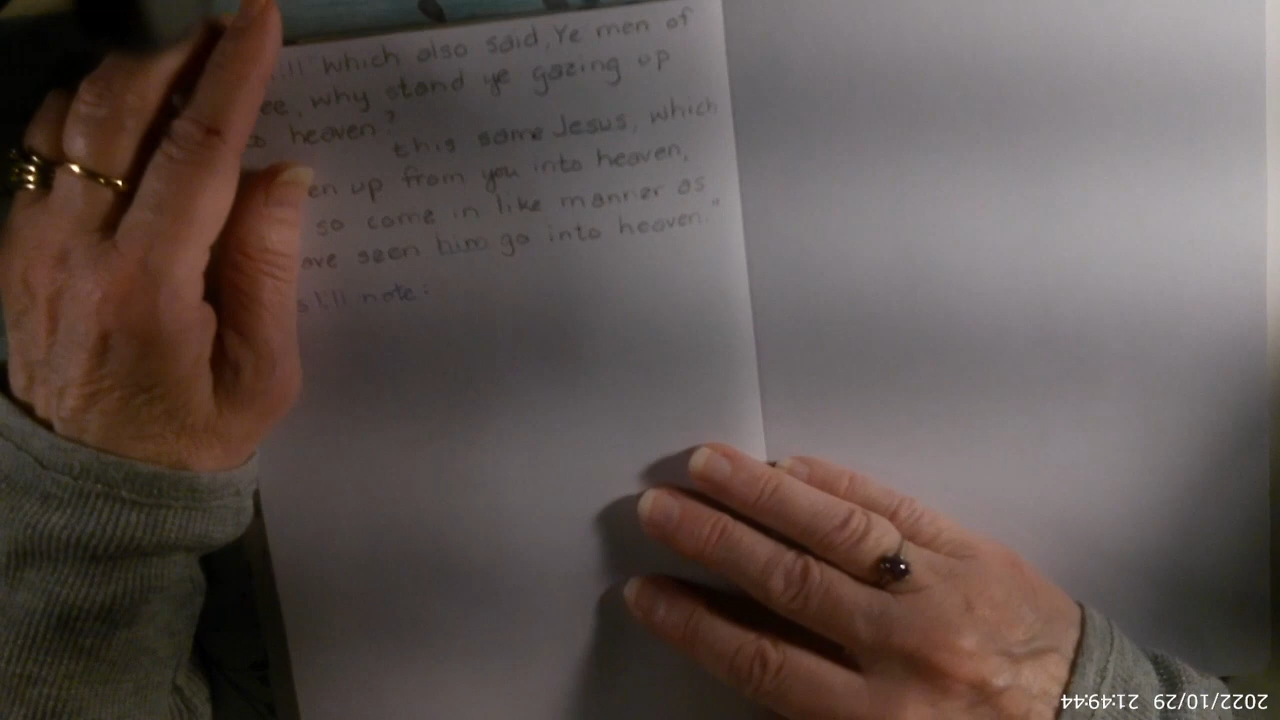 ll which also said, Ye men of
ee, why stand ye gazing up
to heaven?
this same Jesus, which
en up from you into heaven,
so come in like manner as
ave seen him go into heaven."
still note:
2022/10/29 21:49:44